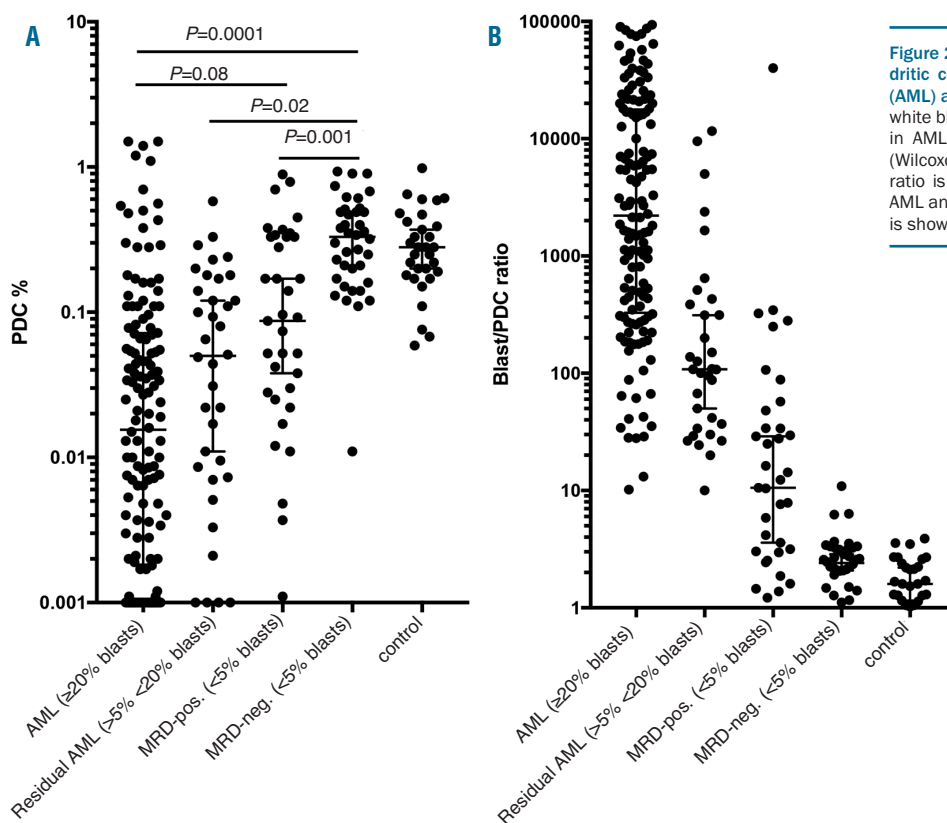 A
10
1
0.1
0.01
0.001
PDC %
P=0.0001
P=0.08
P=0.02
P=0.001
AML (≥20% blasts)
Residual AML (>5% <20% blasts)
MRD-pos. (<5% blasts)
MRD-neg. (<5% blasts)
control
B
100000
10000
1000
100
10
1
Blast/PDC ratio
AML (≥20% blasts)
Residual AML (>5% <20% blasts)
MRD-pos. (<5% blasts)
MRD-neg. (<5% blasts)
control
Figure 2
dritic c
(AML) a
white bl
in AML
(Wilcoxo
ratio is
AML an
is show